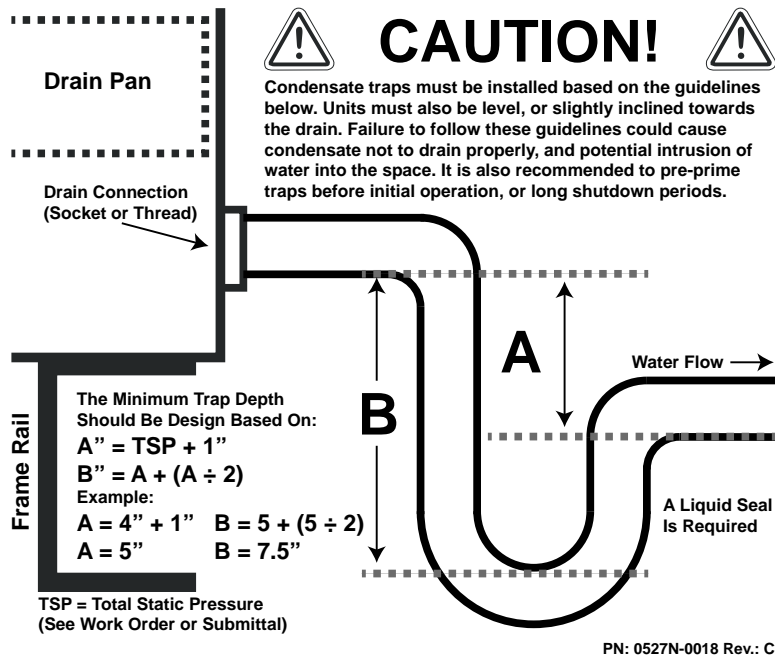 CAUTION!
Condensate traps must be installed based on the guidelines
below. Units must also be level, or slightly inclined towards
the drain. Failure to follow these guidelines could cause
condensate not to drain properly, and potential intrusion of
water into the space. It is also recommended to pre-prime
traps before initial operation, or long shutdown periods.
Drain Pan
Drain Connection
(Socket or Thread)
A
B
Water Flow
Frame Rail
The Minimum Trap Depth
Should Be Design Based On:
A” = TSP + 1”
B” = A + (A ÷ 2)
Example:
A = 4” + 1” B = 5 + (5 ÷ 2)
A = 5” B = 7.5”
A Liquid Seal
Is Required
TSP = Total Static Pressure
(See Work Order or Submittal)
PN: 0527N-0018 Rev.: C